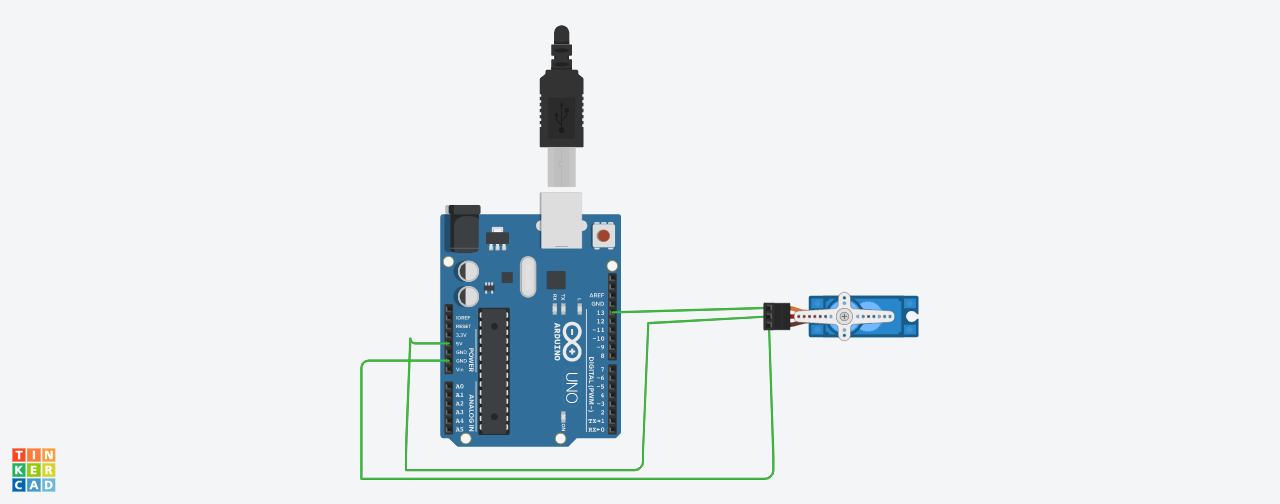 AREF
GND
13
12
~11
~10
~9
8
7
~6
~5
4
~3
2
TX→1
RX←0
DIGITAL (PWM~)
RX
TX
L
ARDUINO
UNO
ON
IOREF
RESET
3.3V
5V
GND
GND
Vin
POWER
A0
A1
A2
A3
A4
A5
ANALOG IN
TIN
KER
CAD